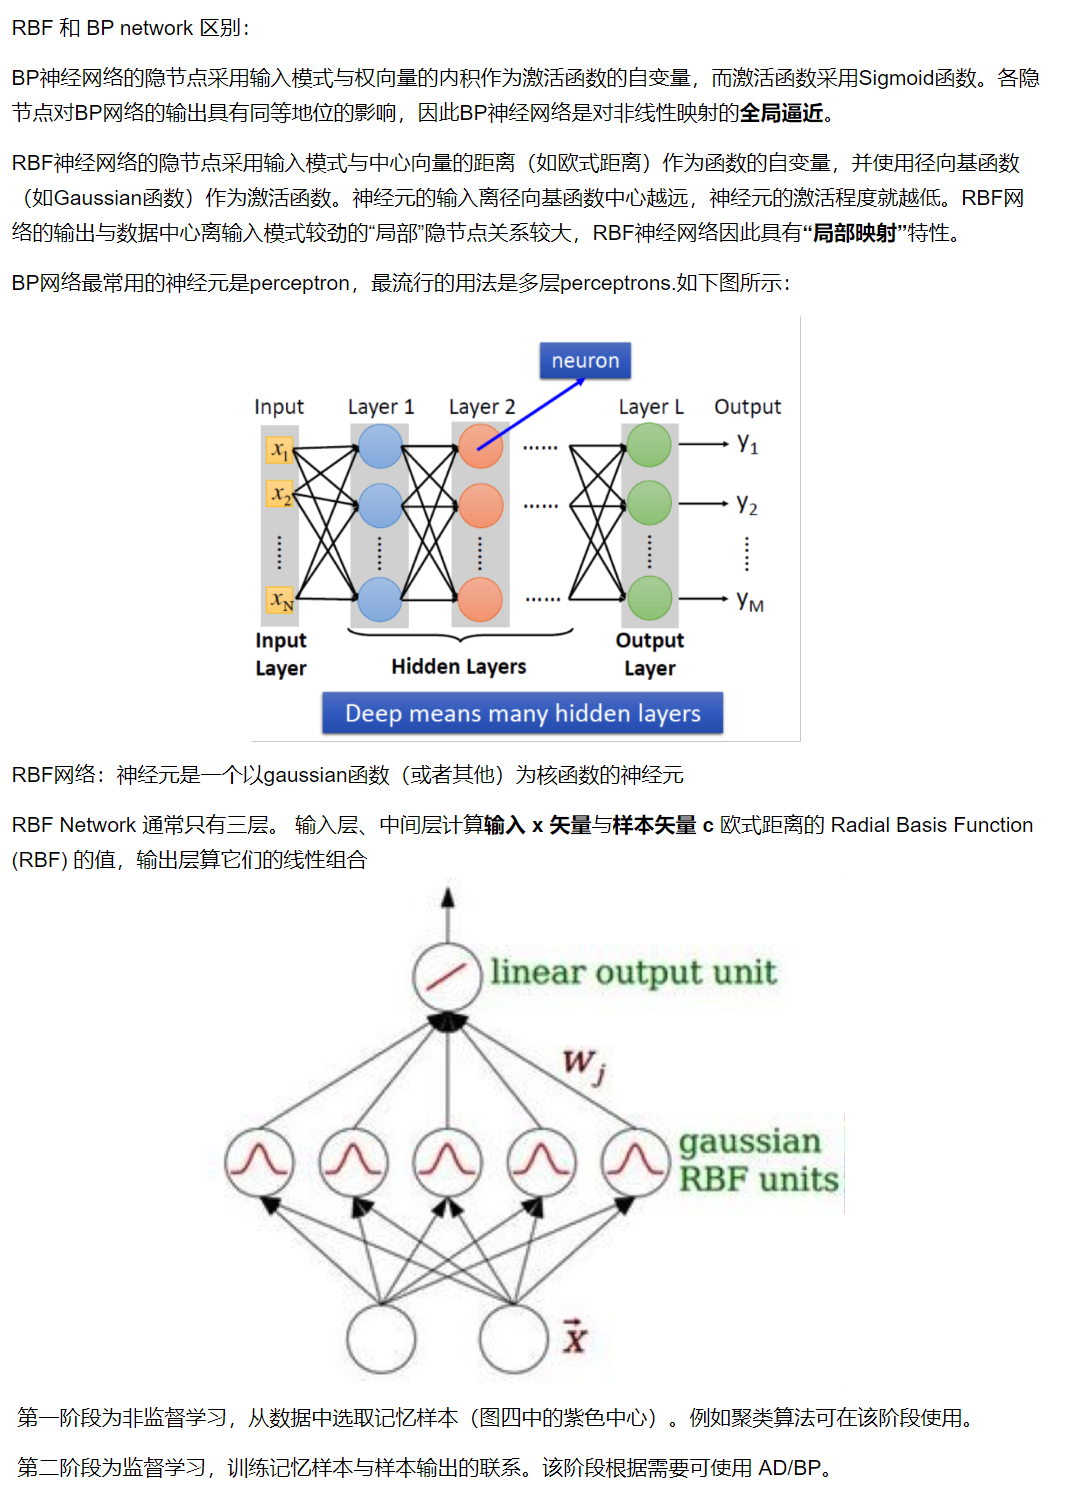 RBF 和 BP network 区别：
BP神经网络的隐节点采用输入模式与权向量的内积作为激活函数的自变量，而激活函数采用Sigmoid函数。各隐
节点对BP网络的输出具有同等地位的影响，因此BP神经网络是对非线性映射的全局逼近。
RBF神经网络的隐节点采用输入模式与中心向量的距离（如欧式距离）作为函数的自变量，并使用径向基函数
（如Gaussian函数）作为激活函数。神经元的输入离径向基函数中心越远，神经元的激活程度就越低。RBF网
络的输出与数据中心离输入模式较劲的“局部”隐节点关系较大，RBF神经网络因此具有“局部映射”特性。
BP网络最常用的神经元是perceptron，最流行的用法是多层perceptrons.如下图所示：
neuron
Input Layer 1 Layer 2 Layer L Output
x1 ...... y1
x2 ...... y2
...... ...... ...... ...... ......
xN ...... yM
Input Layer
Hidden Layers
Output Layer
Deep means many hidden layers
RBF网络：神经元是一个以gaussian函数（或者其他）为核函数的神经元
RBF Network 通常只有三层。 输入层、中间层计算输入 x 矢量与样本矢量 c 欧式距离的 Radial Basis Function
(RBF) 的值，输出层算它们的线性组合
linear output unit
wj
gaussian
RBF units
x⃗
第一阶段为非监督学习，从数据中选取记忆样本（图四中的紫色中心）。例如聚类算法可在该阶段使用。
第二阶段为监督学习，训练记忆样本与样本输出的联系。该阶段根据需要可使用 AD/BP。